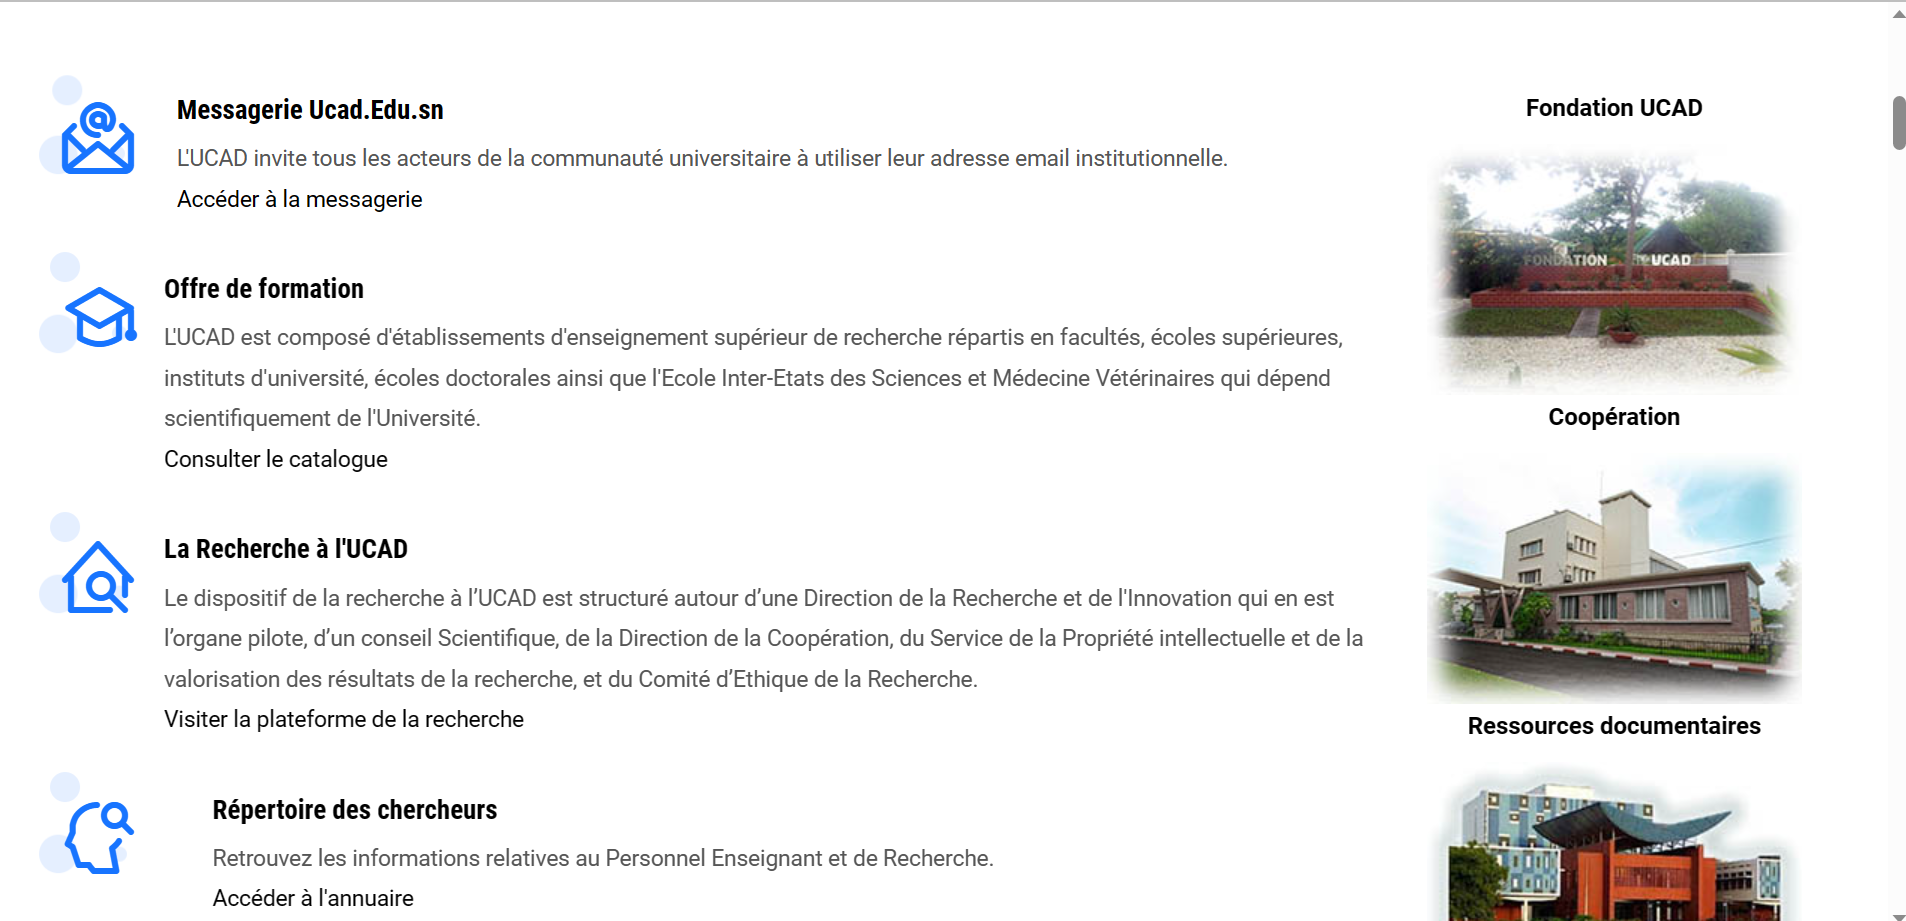 Messagerie Ucad.Edu.sn
L'UCAD invite tous les acteurs de la communauté universitaire à utiliser leur adresse email institutionnelle.
Accéder à la messagerie
Offre de formation
L'UCAD est composé d'établissements d'enseignement supérieur de recherche répartis en facultés, écoles supérieures,
instituts d'université, écoles doctorales ainsi que l'Ecole Inter-Etats des Sciences et Médecine Vétérinaires qui dépend
scientifiquement de l'Université.
Consulter le catalogue
La Recherche à l'UCAD
Le dispositif de la recherche à l’UCAD est structuré autour d’une Direction de la Recherche et de l'Innovation qui en est
l’organe pilote, d’un conseil Scientifique, de la Direction de la Coopération, du Service de la Propriété intellectuelle et de la
valorisation des résultats de la recherche, et du Comité d’Ethique de la Recherche.
Visiter la plateforme de la recherche
Répertoire des chercheurs
Retrouvez les informations relatives au Personnel Enseignant et de Recherche.
Accéder à l'annuaire
Fondation UCAD
FONDATION UCAD
Coopération
Ressources documentaires